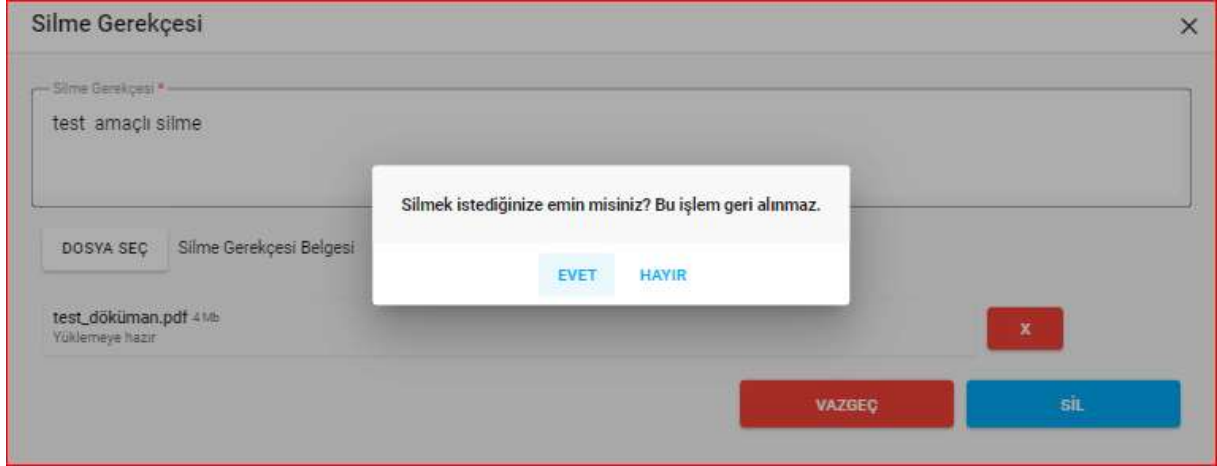 Silme Gerekçesi
Silme Gerekçesi *
test amaçlı silme
Silmek istediğinize emin misiniz? Bu işlem geri alınmaz.
EVET HAYIR
DOSYA SEÇ Silme Gerekçesi Belgesi
test_döküman.pdf 4 Mb
Yüklemeye hazır
X
VAZGEÇ SİL